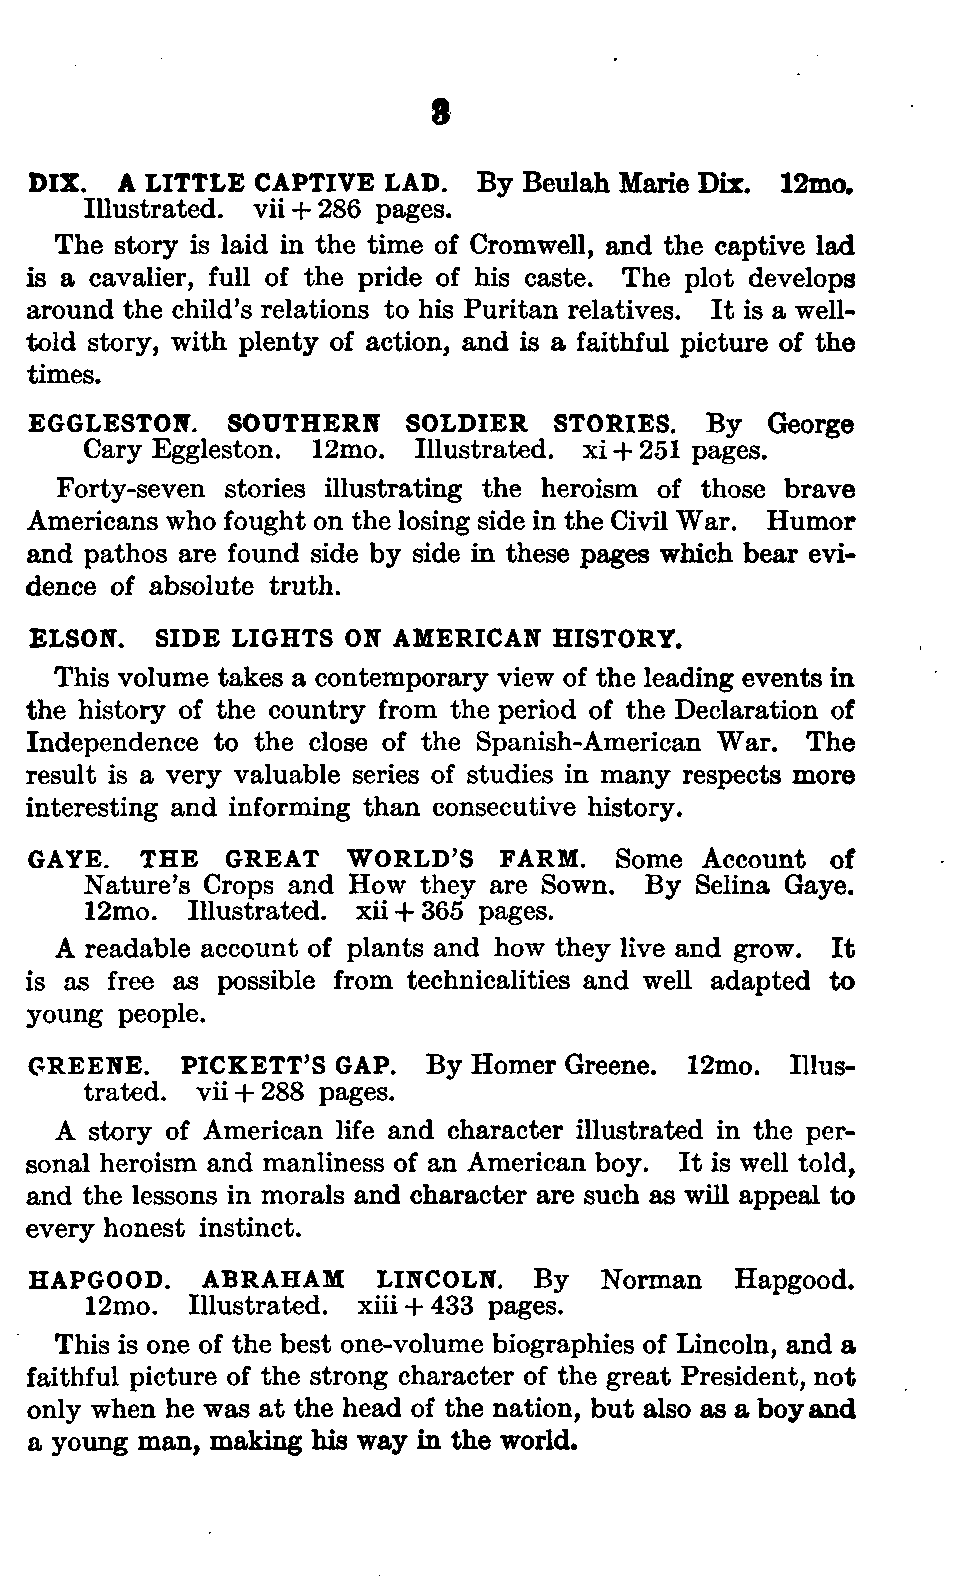 3
DIX. A LITTLE CAPTIVE LAD. By Beulah Marie Dix. 12mo.
Illustrated. vii + 286 pages.
The story is laid in the time of Cromwell, and the captive lad
is a cavalier, full of the pride of his caste. The plot develops
around the child's relations to his Puritan relatives. It is a well-
told story, with plenty of action, and is a faithful picture of the
times.
EGGLESTON. SOUTHERN SOLDIER STORIES. By George
Cary Eggleston. 12mo. Illustrated. xi + 251 pages.
Forty-seven stories illustrating the heroism of those brave
Americans who fought on the losing side in the Civil War. Humor
and pathos are found side by side in these pages which bear evi-
dence of absolute truth.
ELSON. SIDE LIGHTS ON AMERICAN HISTORY.
This volume takes a contemporary view of the leading events in
the history of the country from the period of the Declaration of
Independence to the close of the Spanish-American War. The
result is a very valuable series of studies in many respects more
interesting and informing than consecutive history.
GAYE. THE GREAT WORLD'S FARM. Some Account of
Nature's Crops and How they are Sown. By Selina Gaye.
12mo. Illustrated. xii + 365 pages.
A readable account of plants and how they live and grow. It
is as free as possible from technicalities and well adapted to
young people.
GREENE. PICKETT'S GAP. By Homer Greene. 12mo. Illus-
trated. vii + 288 pages.
A story of American life and character illustrated in the per-
sonal heroism and manliness of an American boy. It is well told,
and the lessons in morals and character are such as will appeal to
every honest instinct.
HAPGOOD. ABRAHAM LINCOLN. By Norman Hapgood.
12mo. Illustrated. xiii + 433 pages.
This is one of the best one-volume biographies of Lincoln, and a
faithful picture of the strong character of the great President, not
only when he was at the head of the nation, but also as a boy and
a young man, making his way in the world.